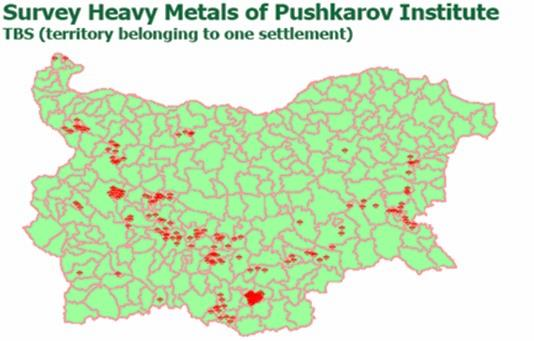 Survey Heavy Metals of Pushkarov Institute
TBS (territory belonging to one settlement)